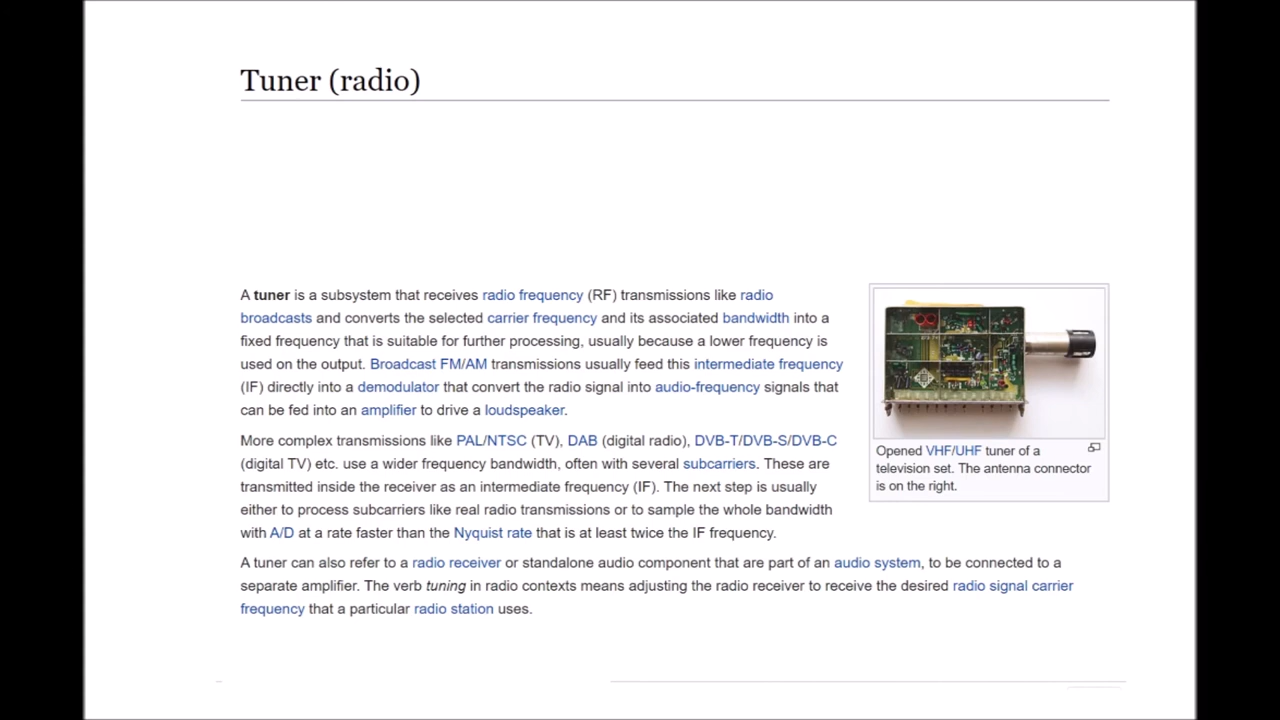 Tuner (radio)
A tuner is a subsystem that receives radio frequency (RF) transmissions like radio
broadcasts and converts the selected carrier frequency and its associated bandwidth into a
fixed frequency that is suitable for further processing, usually because a lower frequency is
used on the output. Broadcast FM/AM transmissions usually feed this intermediate frequency
(IF) directly into a demodulator that convert the radio signal into audio-frequency signals that
can be fed into an amplifier to drive a loudspeaker.
More complex transmissions like PAL/NTSC (TV), DAB (digital radio), DVB-T/DVB-S/DVB-C
(digital TV) etc. use a wider frequency bandwidth, often with several subcarriers. These are
transmitted inside the receiver as an intermediate frequency (IF). The next step is usually
either to process subcarriers like real radio transmissions or to sample the whole bandwidth
with A/D at a rate faster than the Nyquist rate that is at least twice the IF frequency.
A tuner can also refer to a radio receiver or standalone audio component that are part of an audio system, to be connected to a
separate amplifier. The verb tuning in radio contexts means adjusting the radio receiver to receive the desired radio signal carrier
frequency that a particular radio station uses.
Opened VHF/UHF tuner of a
television set. The antenna connector
is on the right.